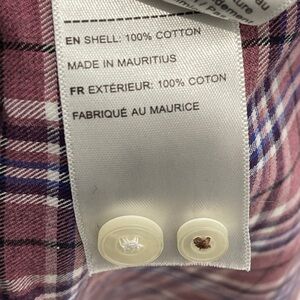 EN SHELL: 100% COTTON
MADE IN MAURITIUS
FR EXTÉRIEUR: 100% COTON
FABRIQUÉ AU MAURICE